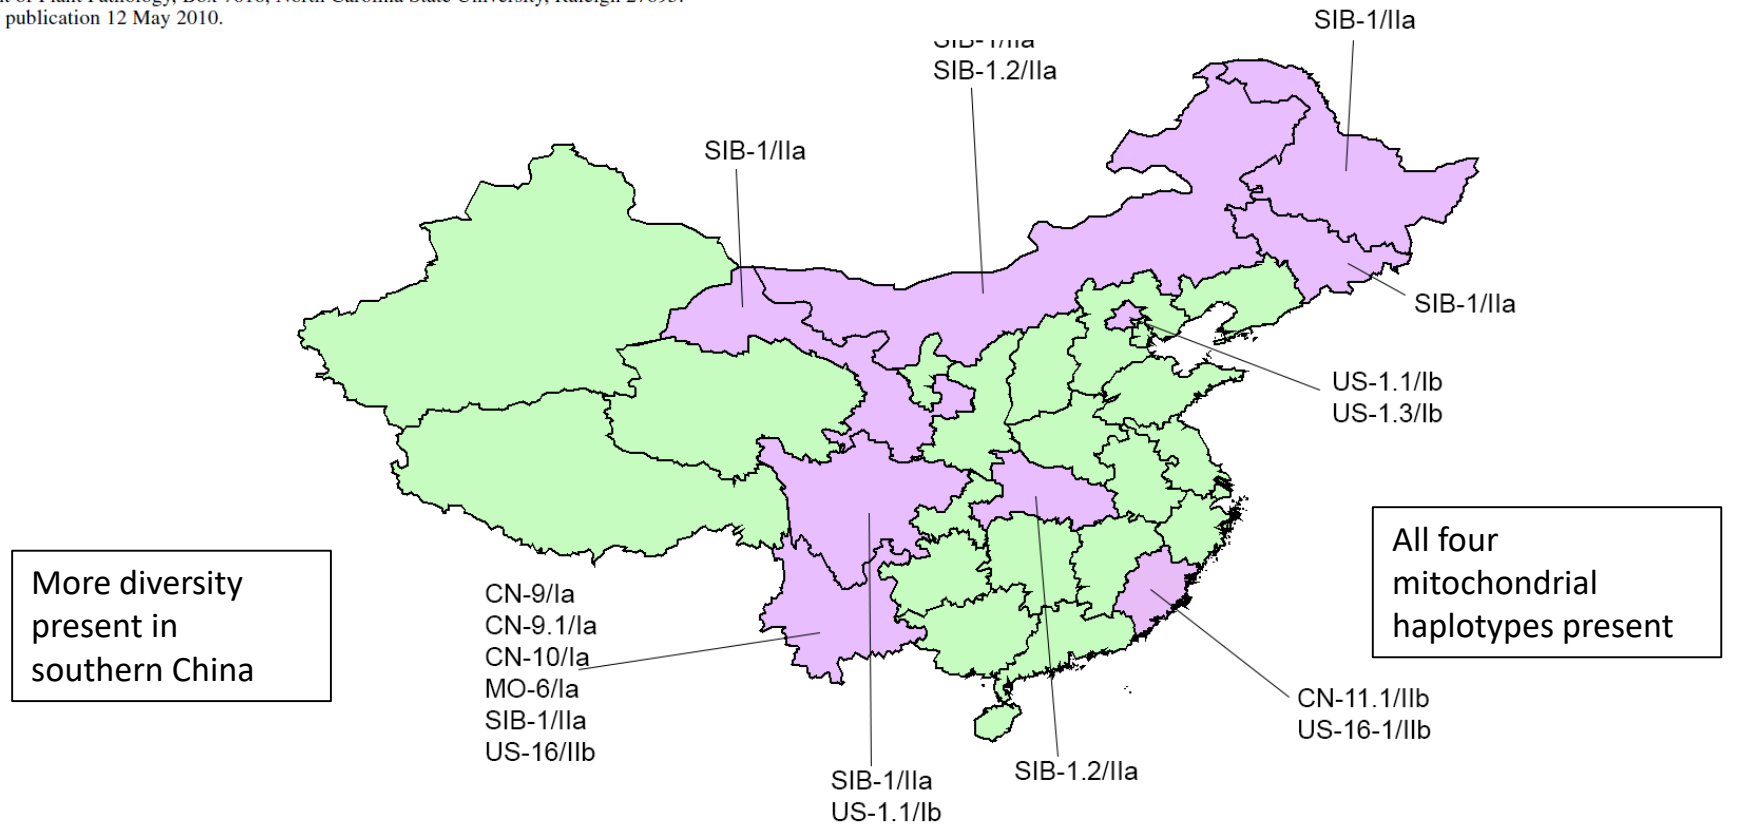 publication 12 May 2010.
SIB-1/IIa
SIB-1/IIa
SIB-1.2/IIa
SIB-1/IIa
SIB-1/IIa
US-1.1/Ib
US-1.3/Ib
More diversity
present in
southern China
All four
mitochondrial
haplotypes present
CN-9/Ia
CN-9.1/Ia
CN-10/Ia
MO-6/Ia
SIB-1/IIa
US-16/IIb
CN-11.1/IIb
US-16-1/IIb
SIB-1/IIa
US-1.1/Ib
SIB-1.2/IIa